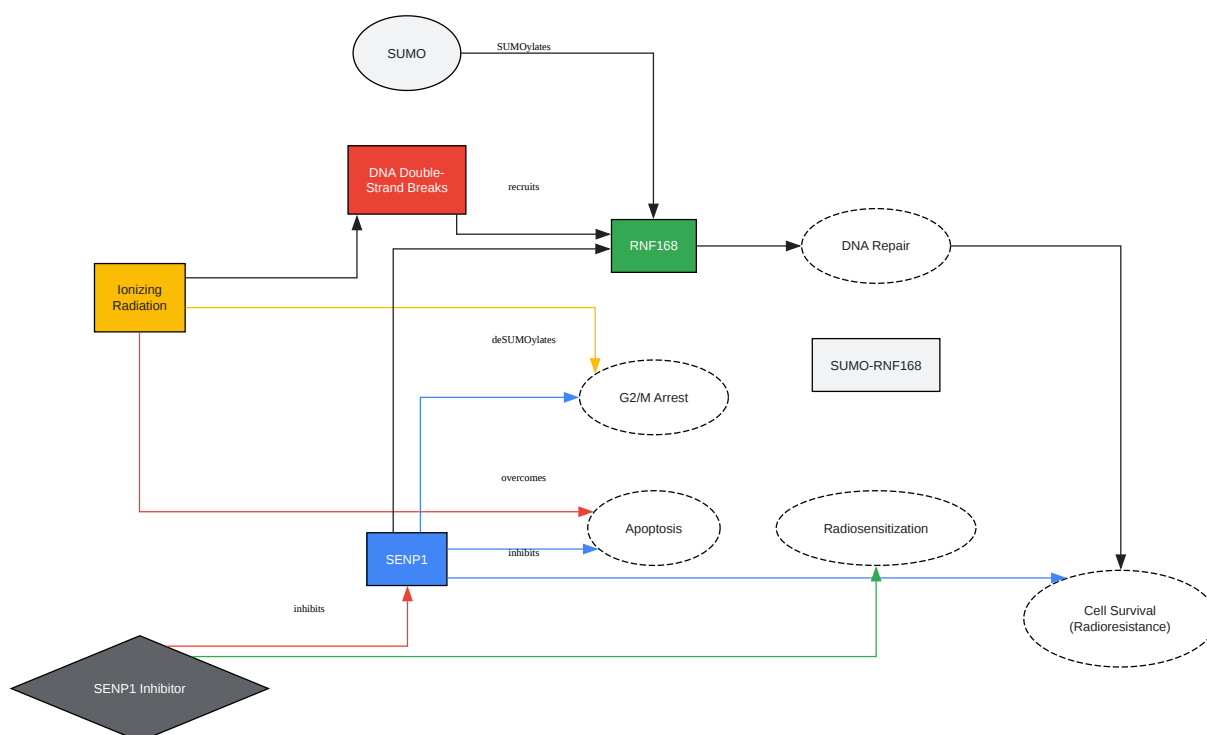 SUMO
SUMOylates
DNA Double-
Strand Breaks
recruits
RNF168
DNA Repair
Ionizing
Radiation
deSUMOylates
SUMO-RNF168
G2/M Arrest
overcomes
Apoptosis
Radiosensitization
SENP1
inhibits
Cell Survival
(Radioresistance)
inhibits
SENP1 Inhibitor